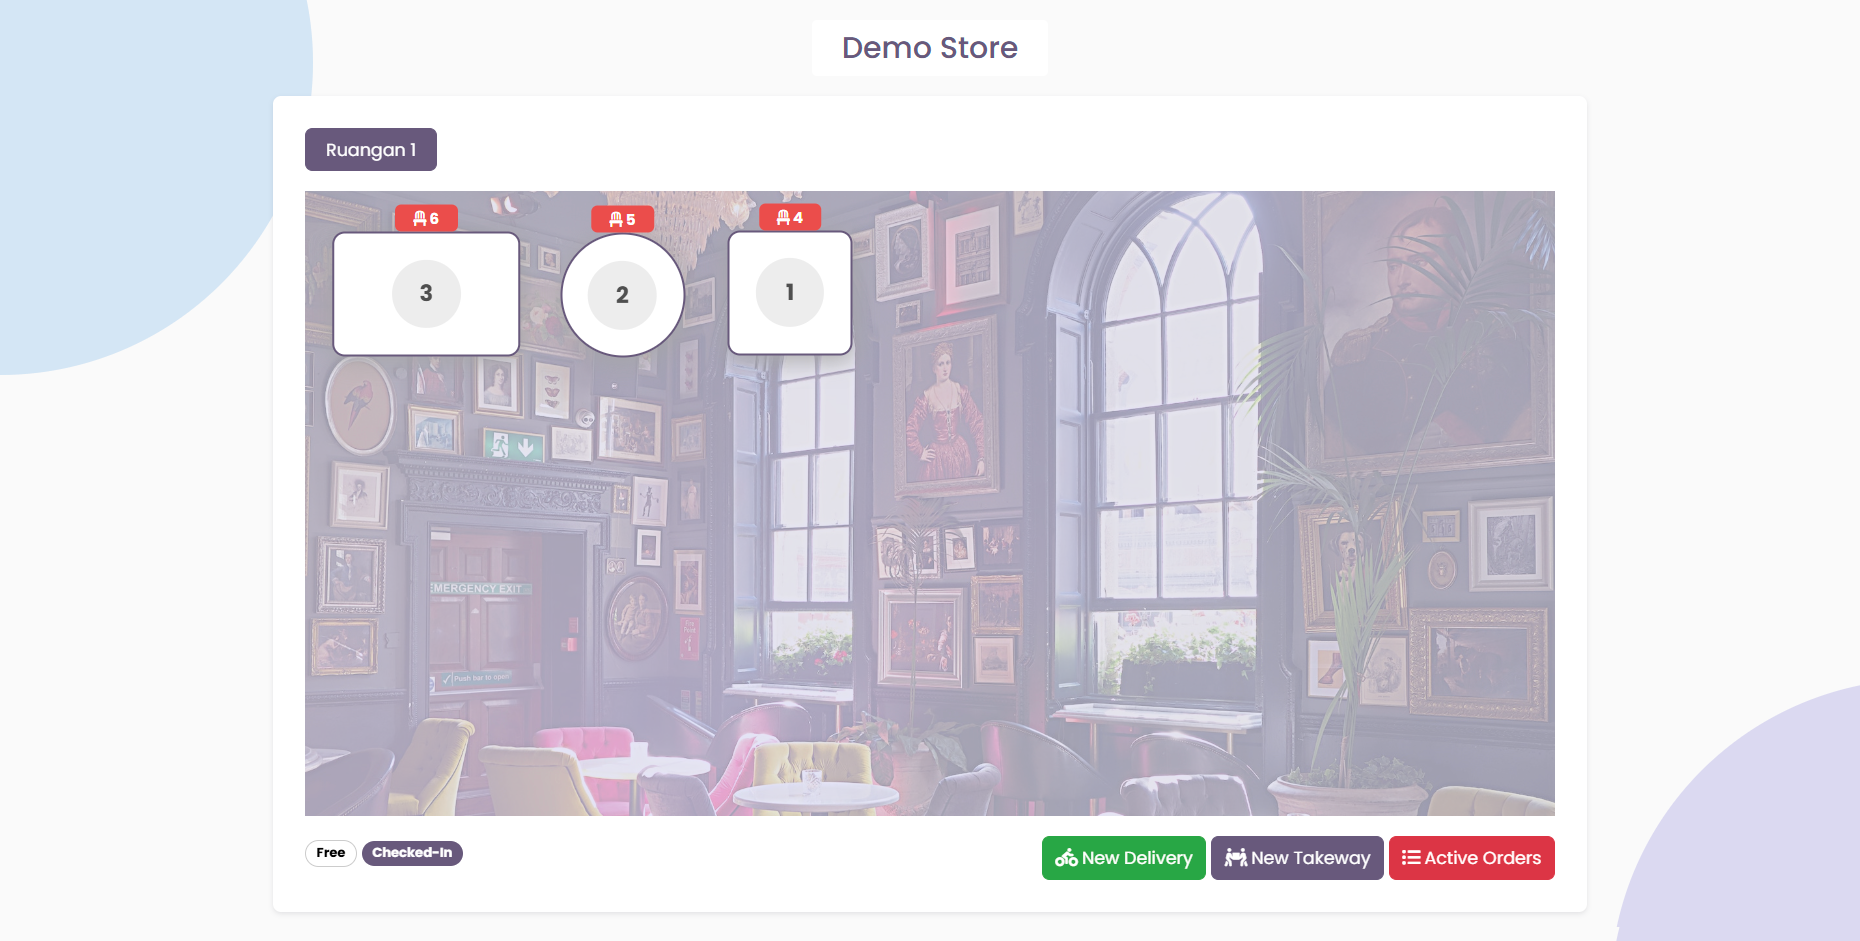 Demo Store
Ruangan 1
6
5
4
3
2
1
EMERGENCY EXIT
Push bar to open
Free
Checked-In
New Delivery
New Takeway
Active Orders